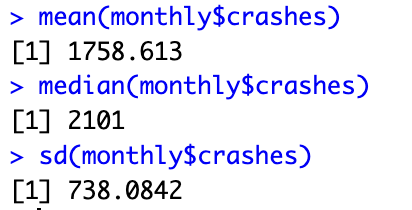 > mean(monthly$crashes)
[1] 1758.613
> median(monthly$crashes)
[1] 2101
> sd(monthly$crashes)
[1] 738.0842